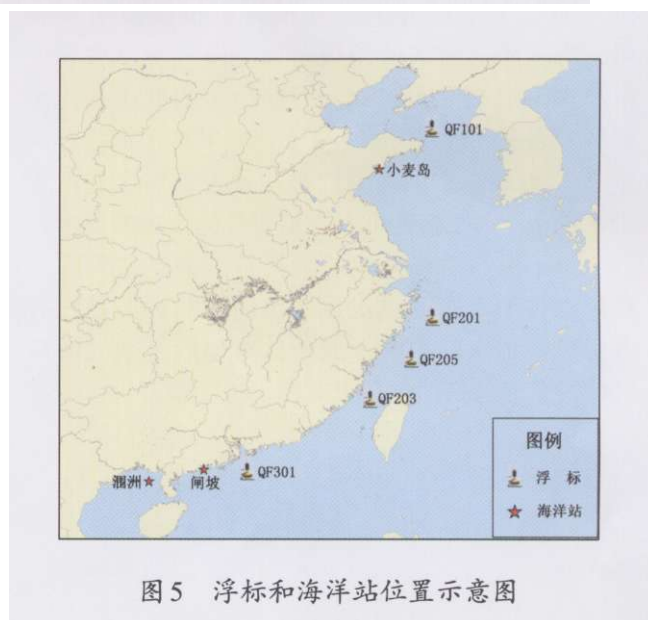 QF101
小麦岛
QF201
QF205
QF203
涠洲
闸坡
QF301
图例
浮标
海洋站
图5 浮标和海洋站位置示意图